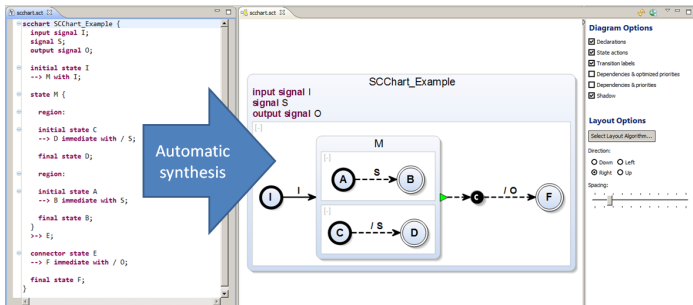 scchart.sct
scchart SCChart_Example {
input signal I;
signal S;
output signal O;
initial state I
--> M with I;
state M {
region:
initial state C
--> D immediate with / S;
final state D;
region:
initial state A
--> B immediate with S;
final state B;
}
>-> E;
connector state E
--> F immediate with / O;
final state F;
}
Automatic
synthesis
scchart.sct
SCChart_Example
input signal I
signal S
output signal O
[-]
M
[-]
A
S
B
[-]
C
/ S
D
I
I
/ O
F
Diagram Options
Declarations
State actions
Transition labels
Dependencies & optimized priorities
Dependencies & priorities
Shadow
Layout Options
Select Layout Algorithm...
Direction:
Down Left
Right Up
Spacing: